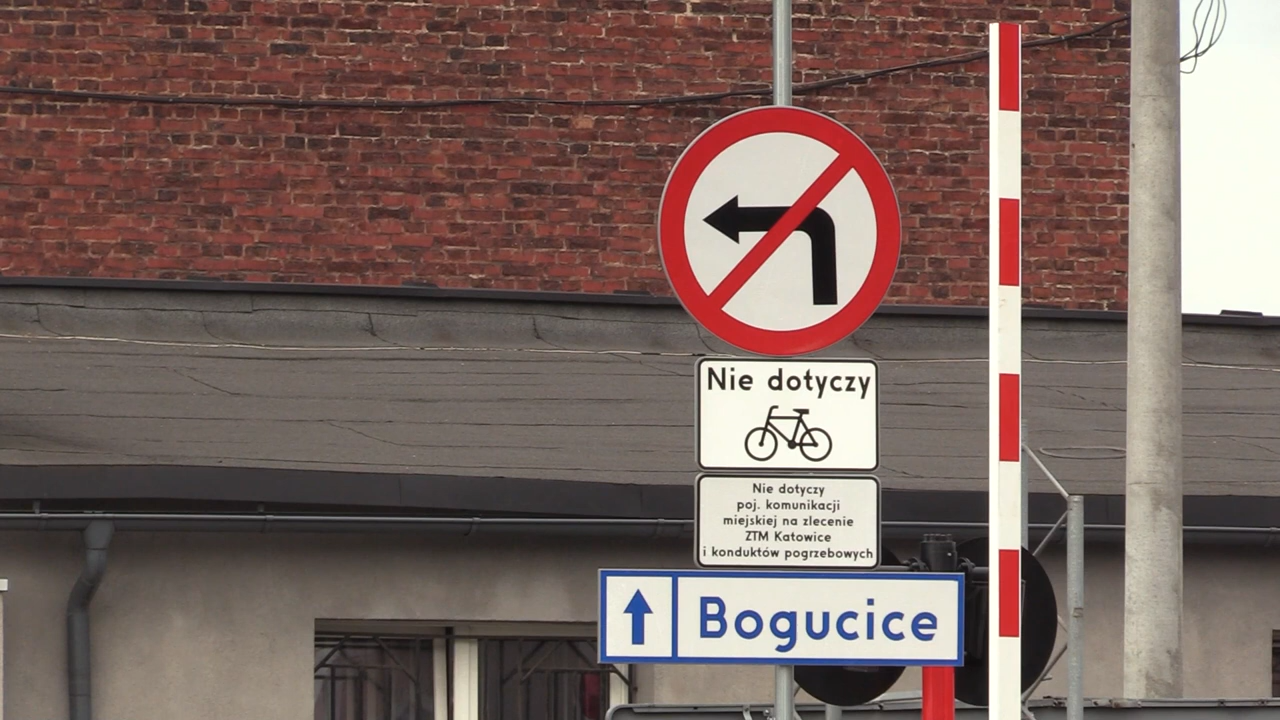 Nie dotyczy
Nie dotyczy
poj. komunikacji
miejskiej na zlecenie
ZTM Katowice
i konduktów pogrzebowych
Bogucice